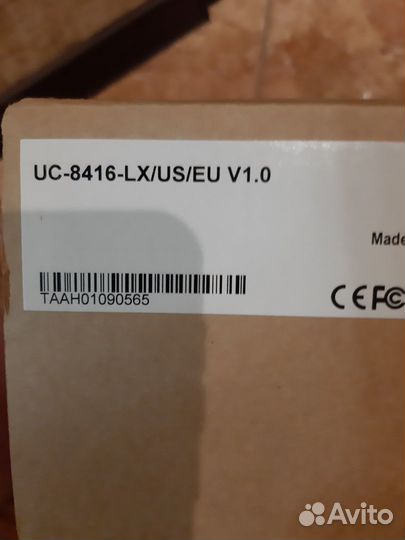 UC-8416-LX/US/EU V1.0
Made
TAAH01090565
CE FC
Avito